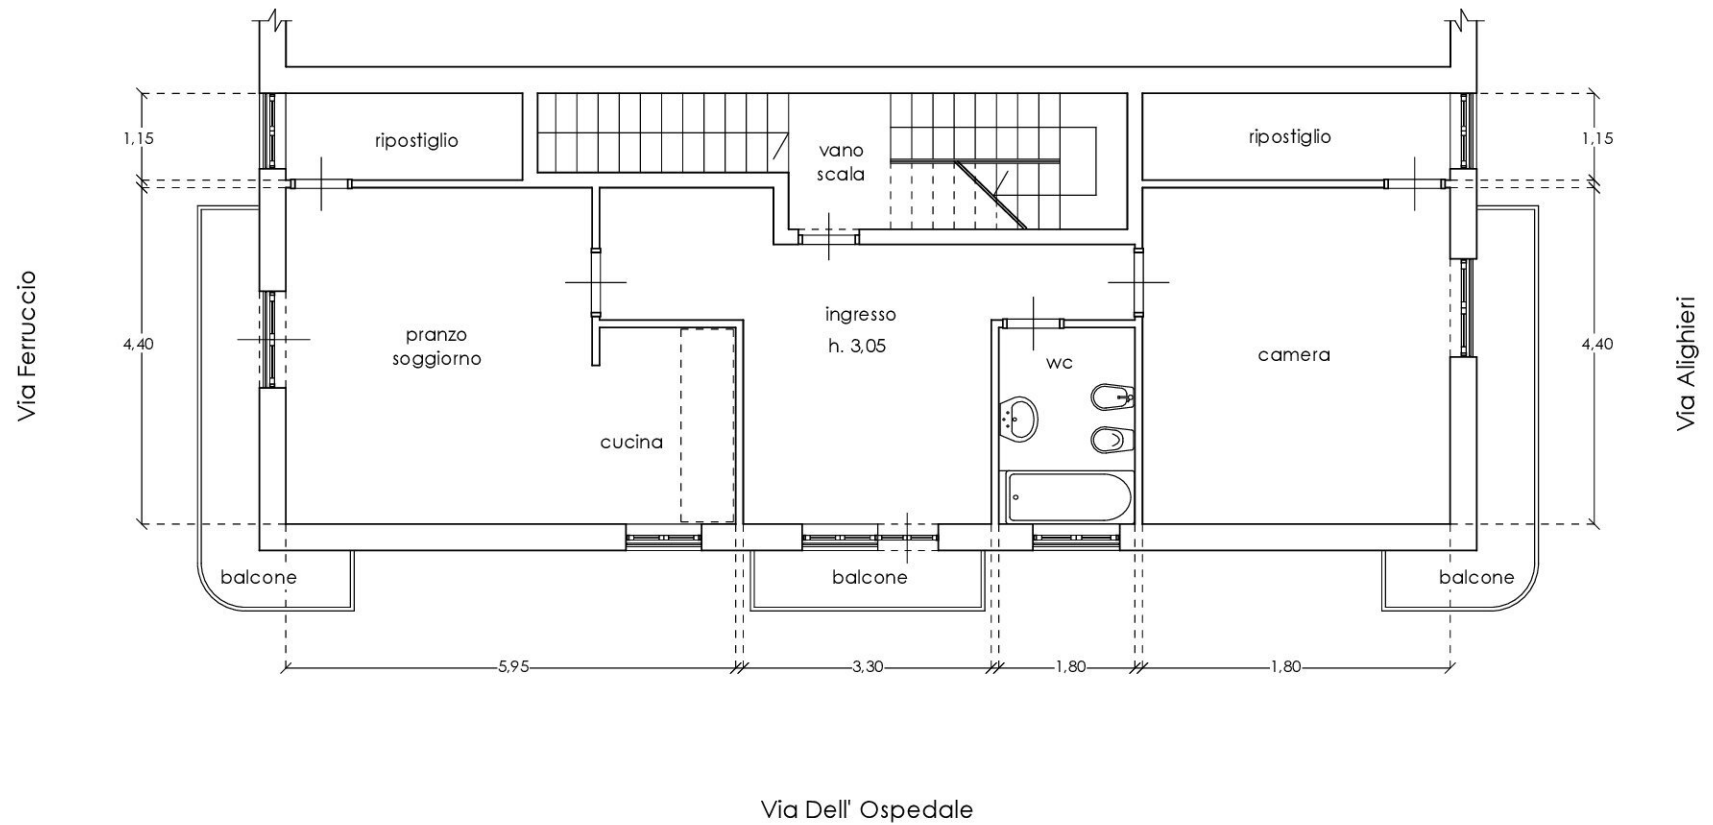 ripostiglio
vano
scala
ripostiglio
1,15
1,15
Via Ferruccio
4,40
pranzo
soggiorno
ingresso
h. 3,05
wc
camera
4,40
Via Alighieri
cucina
balcone
balcone
balcone
5,95
3,30
1,80
1,80
Via Dell' Ospedale